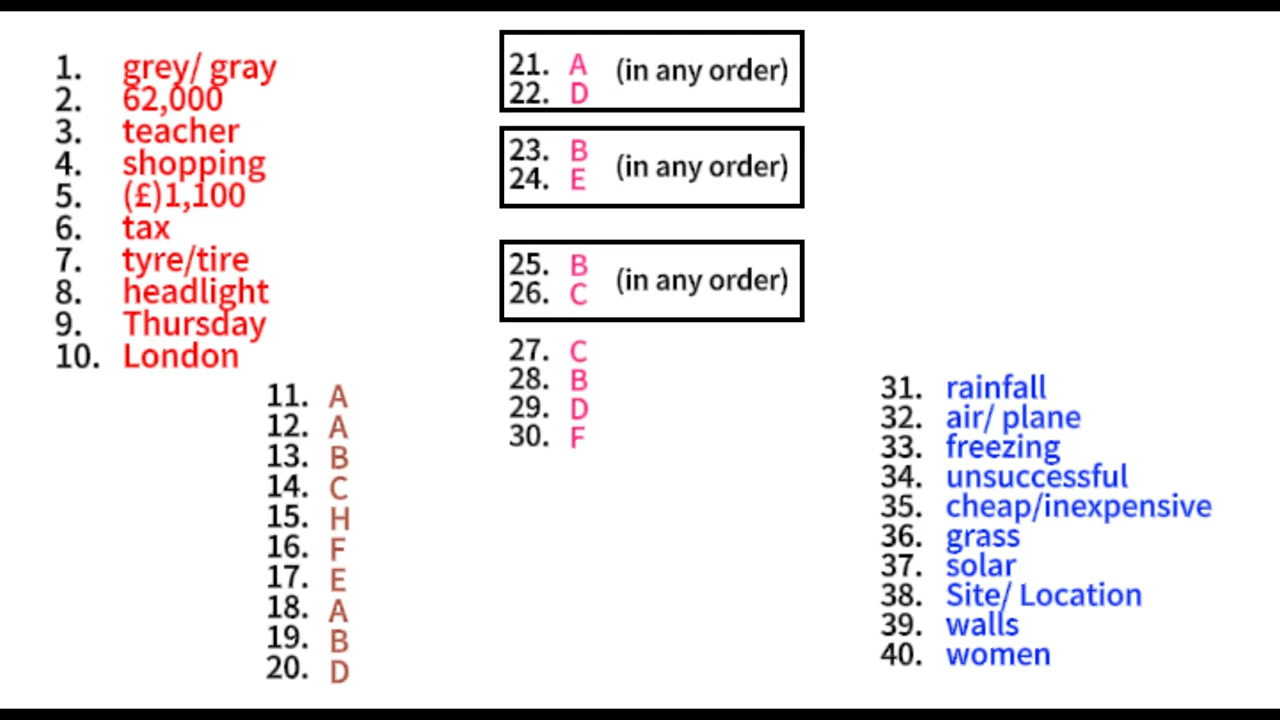 1. grey/ gray
2. 62,000
3. teacher
4. shopping
5. (£)1,100
6. tax
7. tyre/tire
8. headlight
9. Thursday
10. London
11. A
12. A
13. B
14. C
15. H
16. F
17. E
18. A
19. B
20. D
21. A (in any order)
22. D
23. B (in any order)
24. E
25. B (in any order)
26. C
27. C
28. B
29. D
30. F
31. rainfall
32. air/ plane
33. freezing
34. unsuccessful
35. cheap/inexpensive
36. grass
37. solar
38. Site/ Location
39. walls
40. women